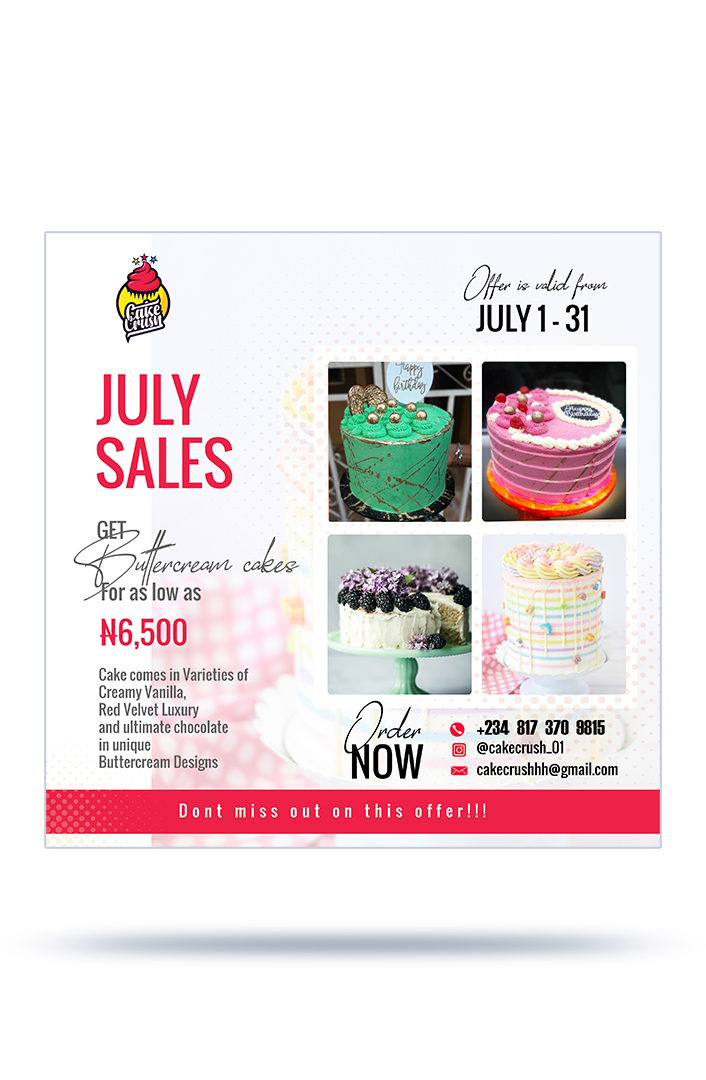 Cake
Crush
Offer is valid from
JULY 1 - 31
JULY
SALES
GET
Buttercream cakes
For as low as
₦6,500
Cake comes in Varieties of
Creamy Vanilla,
Red Velvet Luxury
and ultimate chocolate
in unique
Buttercream Designs
Happy
birthday
Happy
Birthday
Order
NOW
+234 817 370 9815
@cakecrush_01
cakecrushhh@gmail.com
Dont miss out on this offer!!!